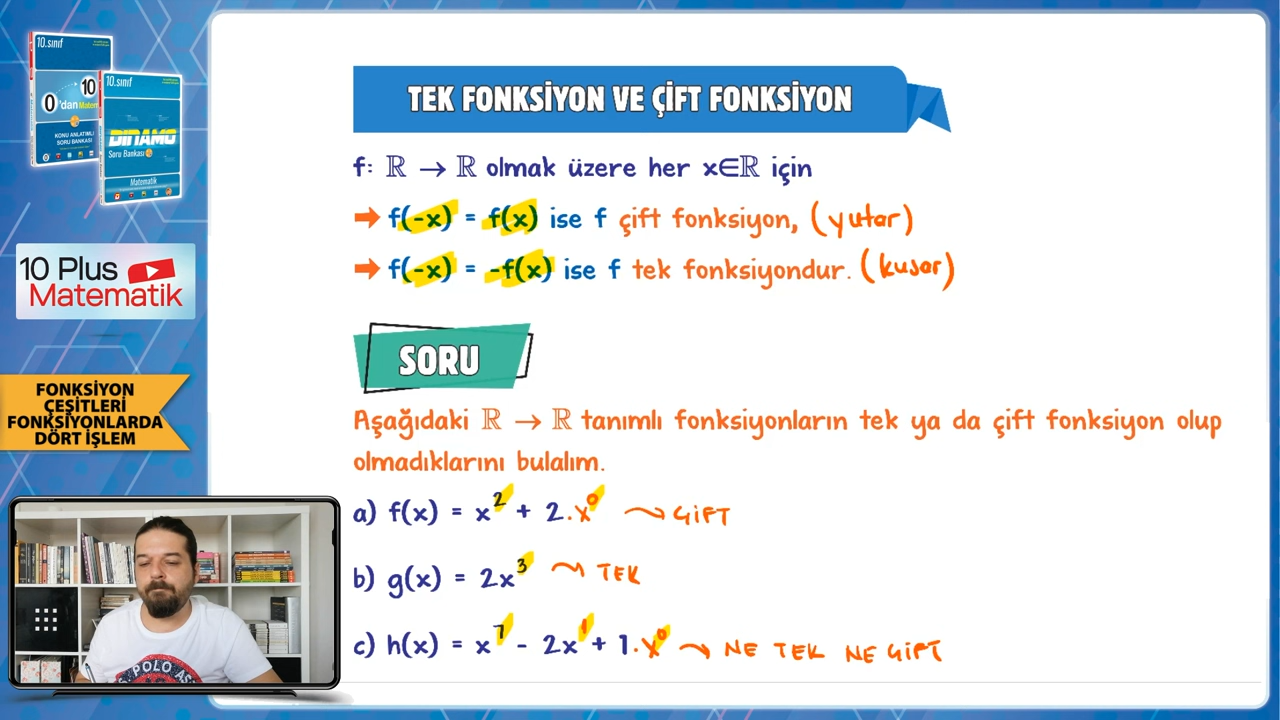 10.sınıf
0'dan 10
Matem
KONU ANLATIMLI
SORU BANKASI
10.sınıf
DİNAMO
Soru Bankası
Matematik
10 Plus
Matematik
FONKSİYON
ÇEŞİTLERİ
FONKSİYONLARDA
DÖRT İŞLEM
TEK FONKSİYON VE ÇİFT FONKSİYON
f: ℝ → ℝ olmak üzere her x∈ℝ için
➡ f(-x) = f(x) ise f çift fonksiyon, (yutar)
➡ f(-x) = -f(x) ise f tek fonksiyondur. (kusar)
SORU
Aşağıdaki ℝ → ℝ tanımlı fonksiyonların tek ya da çift fonksiyon olup
olmadıklarını bulalım.
a) f(x) = x² + 2.x⁰ → ÇİFT
b) g(x) = 2x³ → TEK
c) h(x) = x⁷ - 2x¹ + 1.x⁰ → NE TEK NE ÇİFT
POLO AS